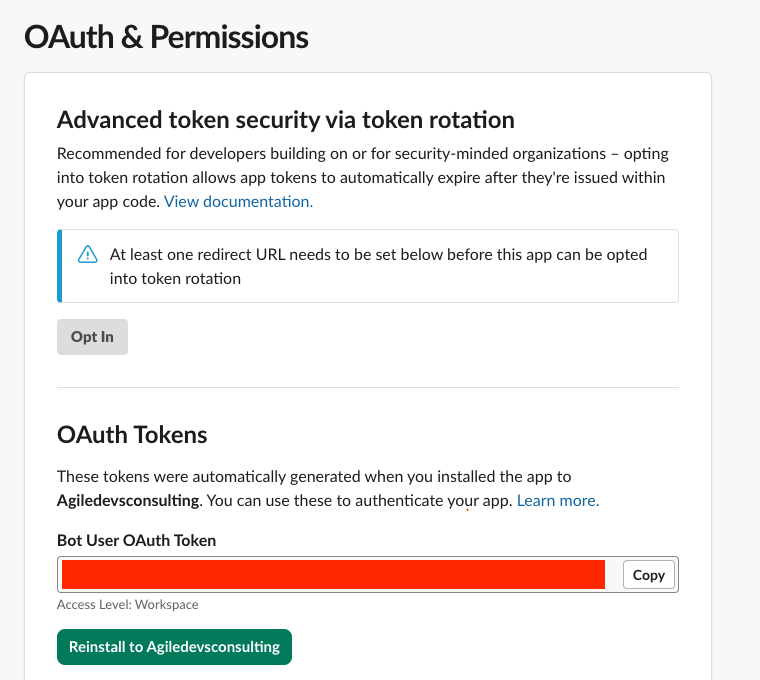 OAuth & Permissions
Advanced token security via token rotation
Recommended for developers building on or for security-minded organizations – opting
into token rotation allows app tokens to automatically expire after they're issued within
your app code. View documentation.
At least one redirect URL needs to be set below before this app can be opted
into token rotation
Opt In
OAuth Tokens
These tokens were automatically generated when you installed the app to
Agiledevsconsulting. You can use these to authenticate your app. Learn more.
Bot User OAuth Token
Copy
Access Level: Workspace
Reinstall to Agiledevsconsulting